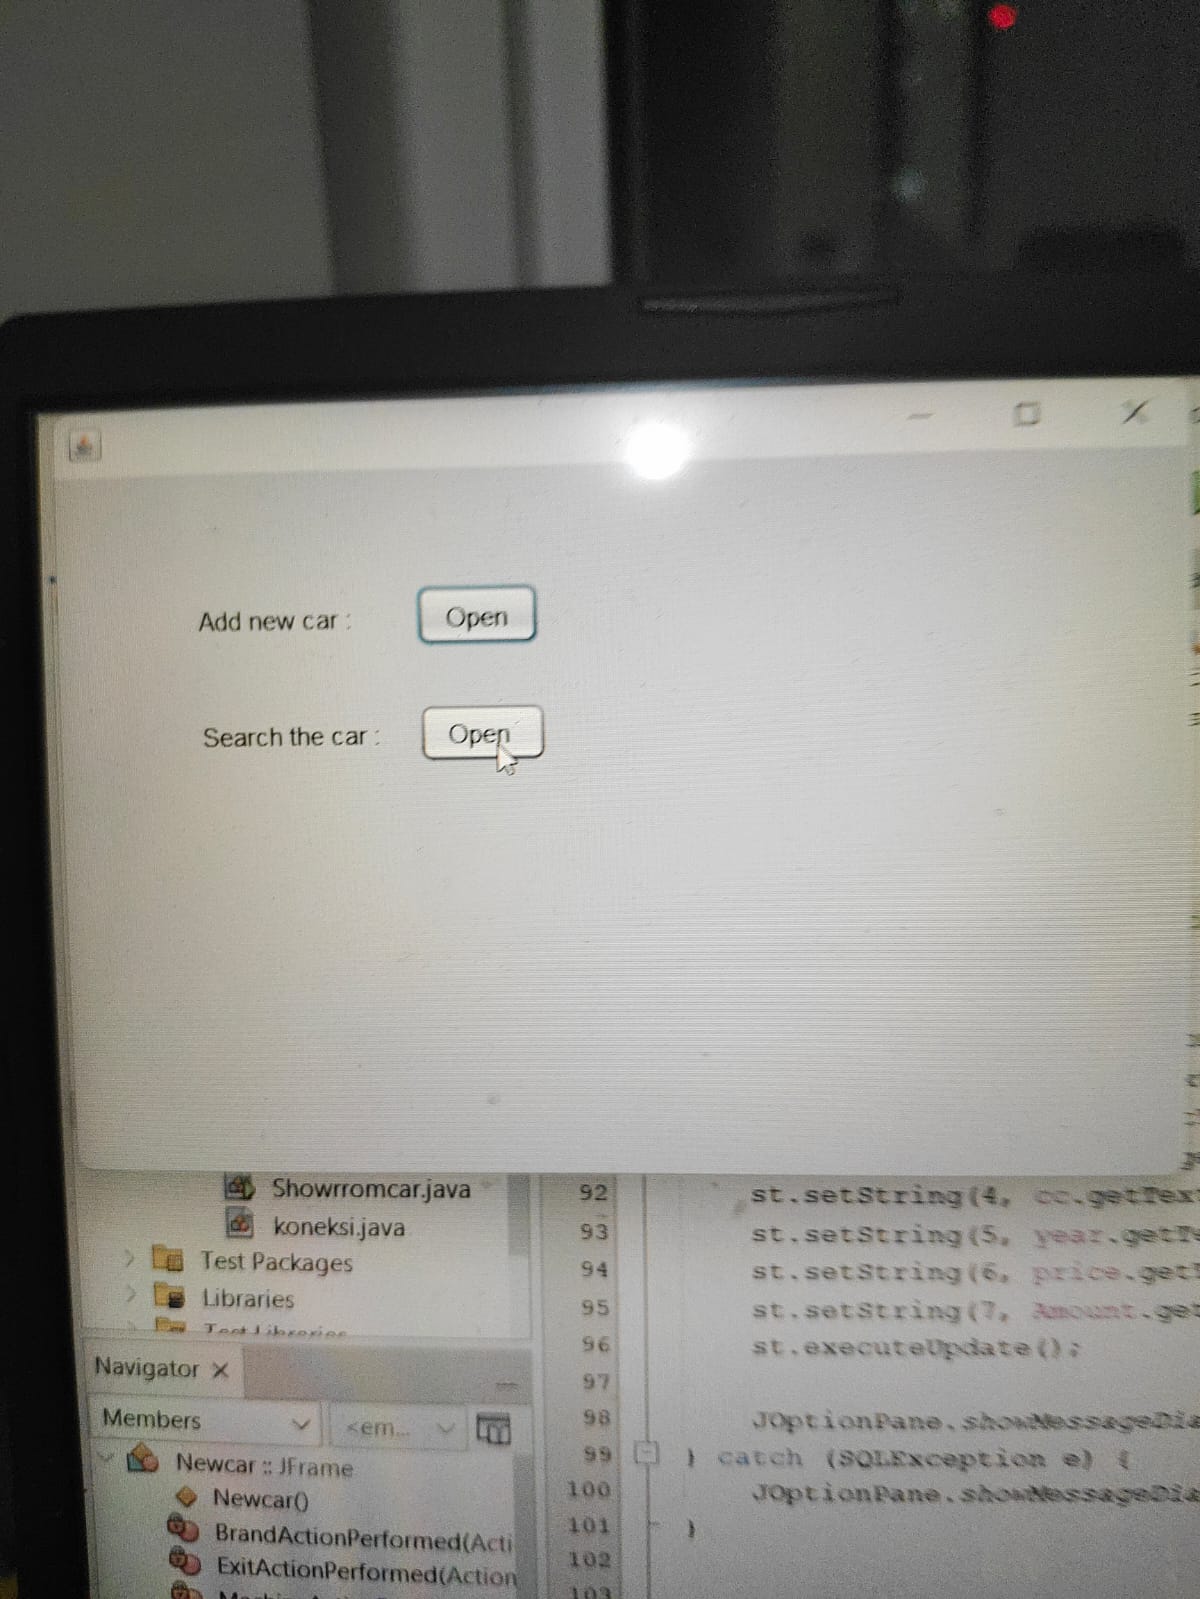 Add new car :
Open
Search the car :
Open
Showrromcar.java
koneksi.java
Test Packages
Libraries
Test Libraries
Navigator
Members
<em...
Newcar :: JFrame
Newcar()
BrandActionPerformed(Acti
ExitActionPerformed(Action
92 st.setString(4, cc.getTex
93 st.setString(5, year.getTe
94 st.setString(6, price.getT
95 st.setString(7, Amount.get
96 st.executeUpdate();
97
98 JOptionPane.showMessageDia
99 } catch (SQLException e) {
100 JOptionPane.showMessageDia
101 }
102
103